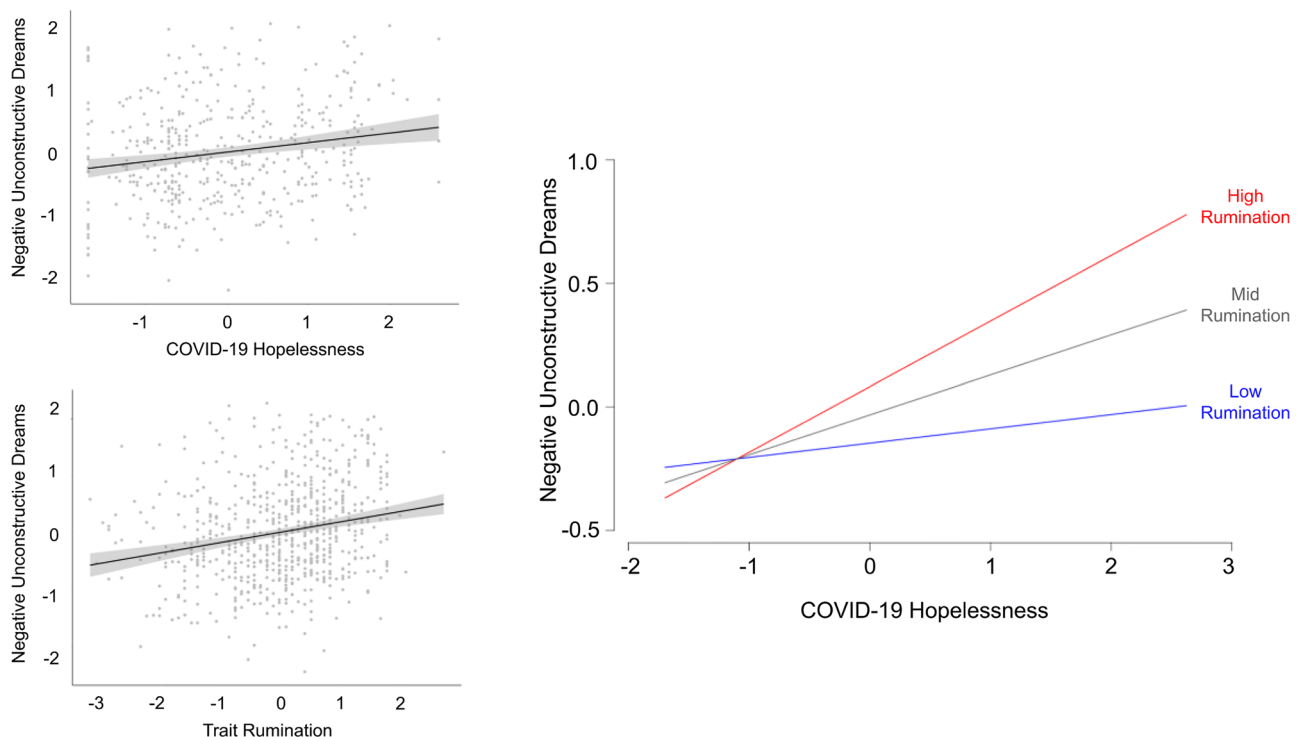 Negative Unconstructive Dreams
2
1
0
-1
-2
-1 0 1 2
COVID-19 Hopelessness
Negative Unconstructive Dreams
2
1
0
-1
-2
-3 -2 -1 0 1 2
Trait Rumination
Negative Unconstructive Dreams
1.0
0.5
0.0
-0.5
-2 -1 0 1 2 3
COVID-19 Hopelessness
High
Rumination
Mid
Rumination
Low
Rumination